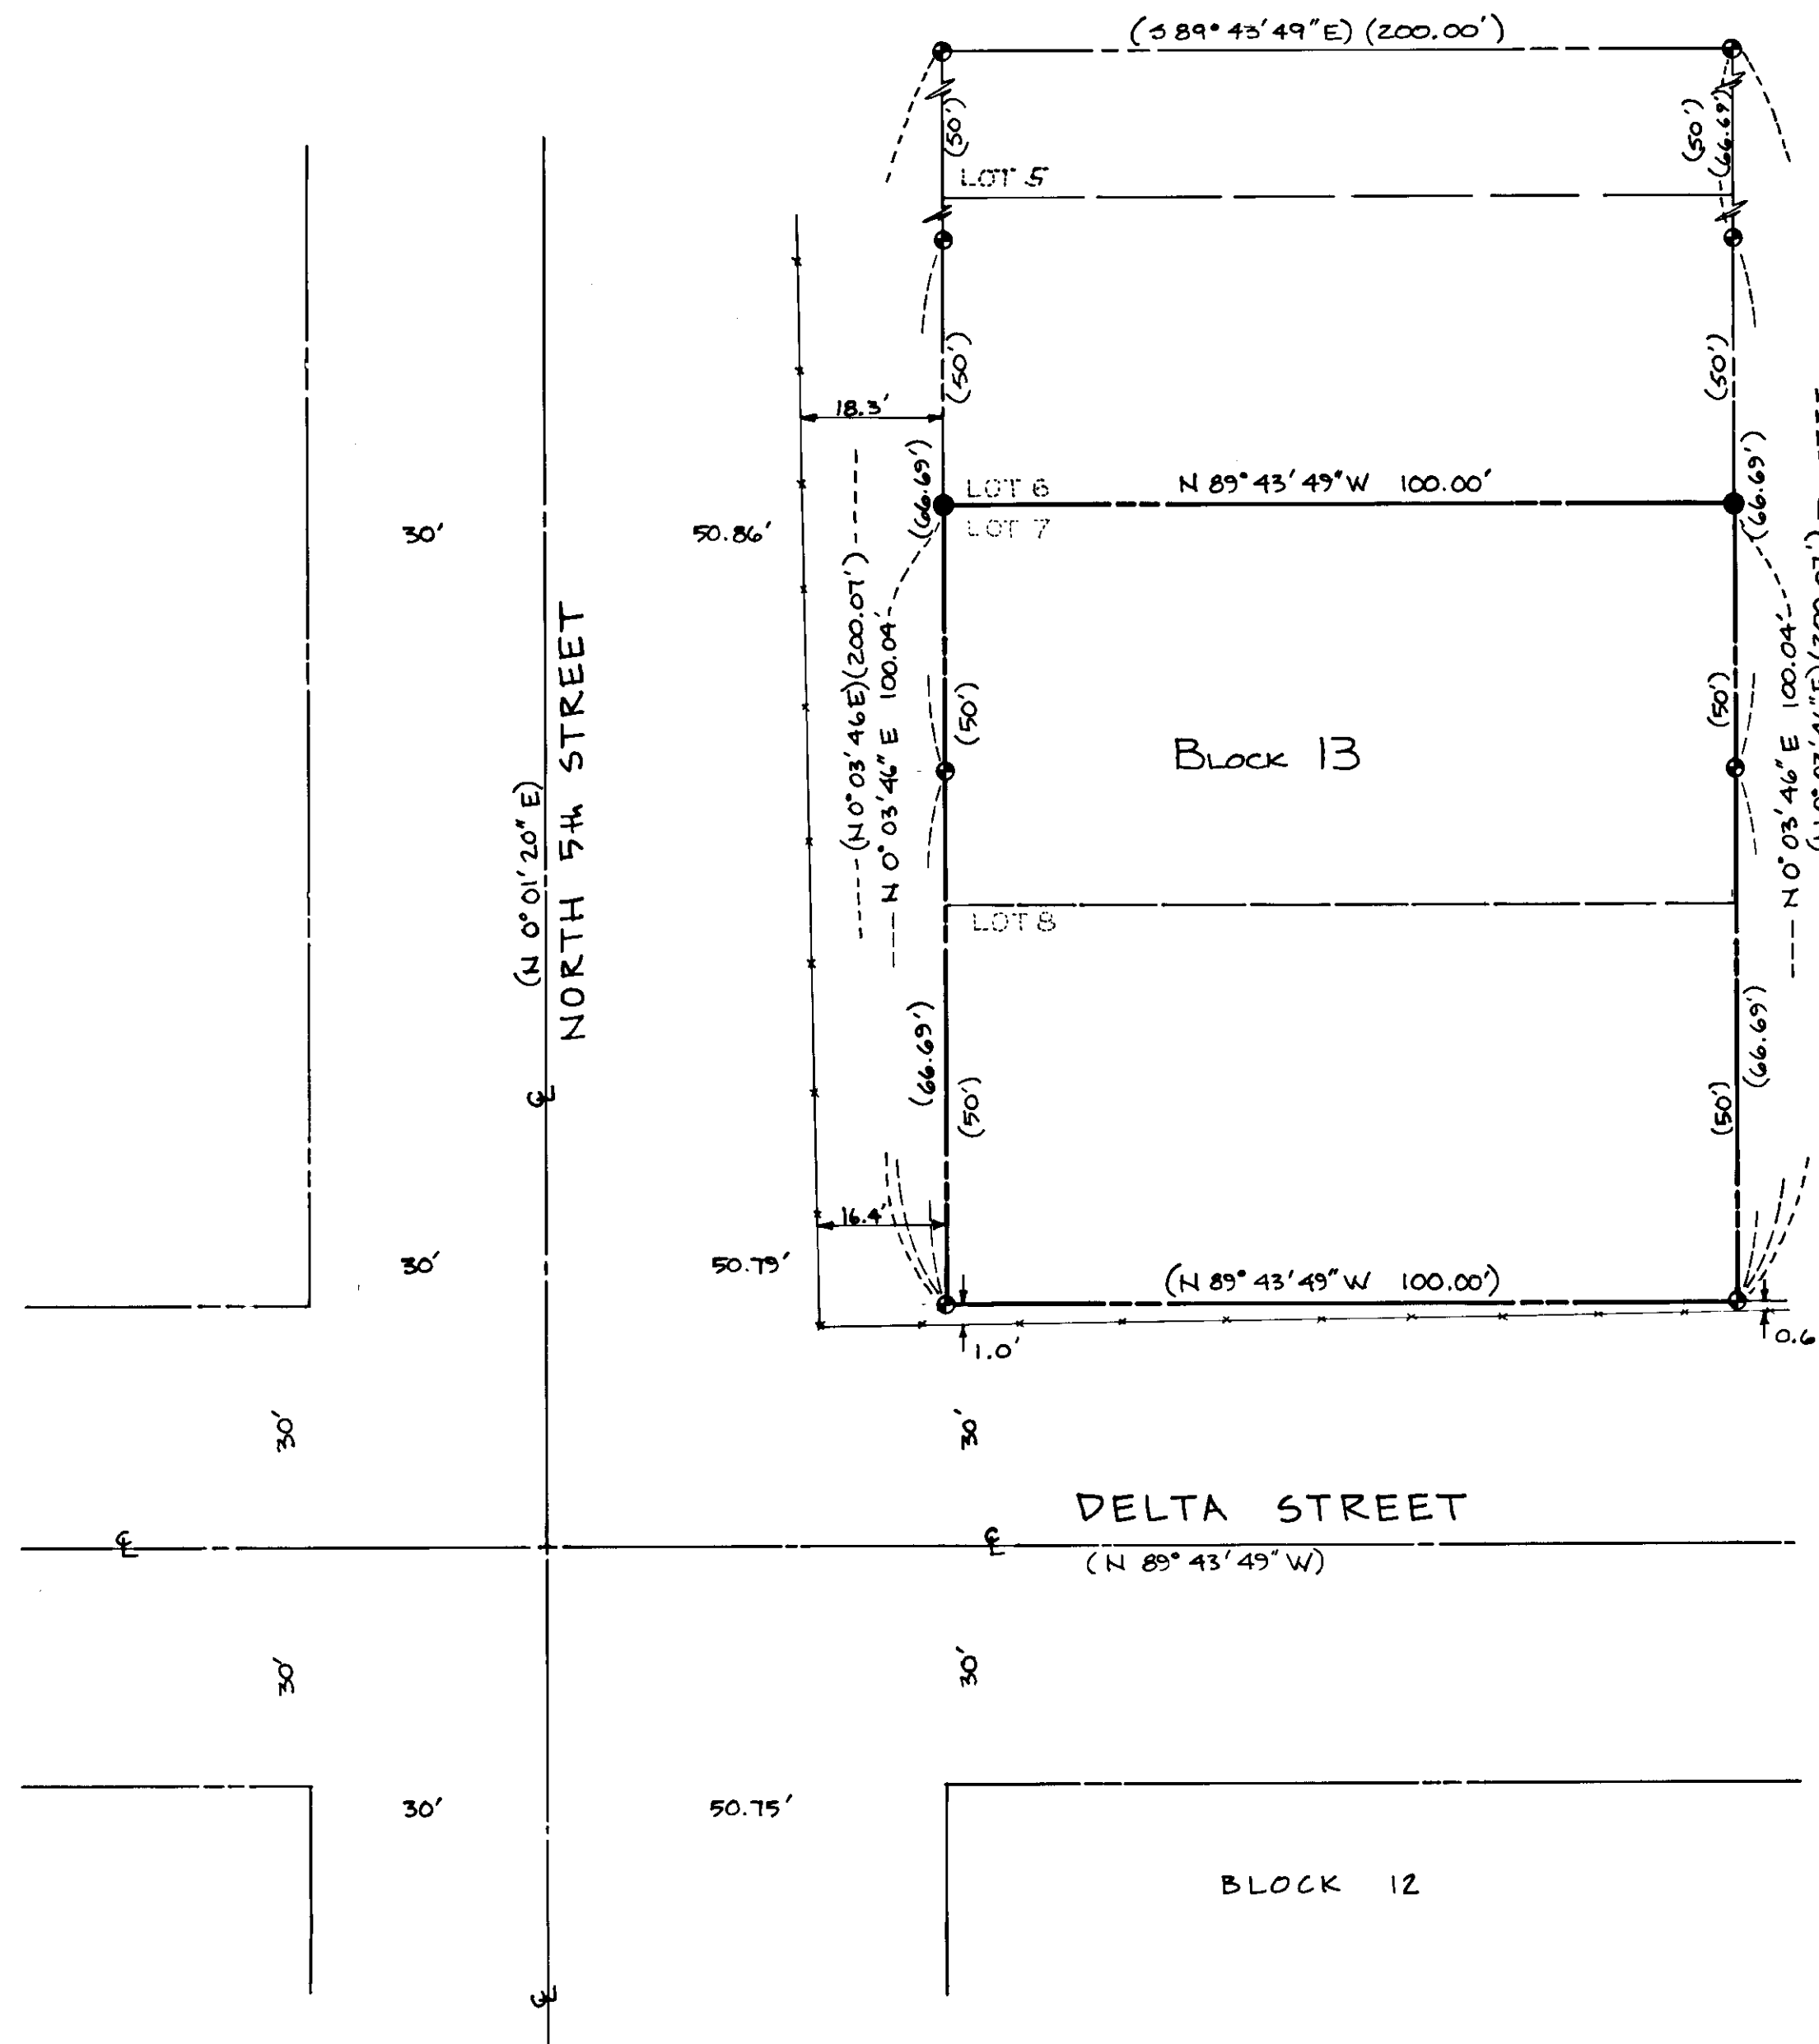 (S 89° 43' 49" E) (200.00')
(50')
(50')
(66.69')
LOT 5
(50')
(50')
18.3'
(66.69')
LOT 6
N 89° 43' 49" W 100.00'
(66.69')
30'
50.86'
LOT 7
(N 0° 03' 46 E)(200.07')
N 0° 03' 46" E 100.04'
(50')
BLOCK 13
(50')
N 0° 03' 46" E 100.04'
(N 0° 01' 20" E)
NORTH 5th STREET
LOT 8
(66.69')
(50')
(66.69')
(50')
℄
16.4'
30'
50.79'
(N 89° 43' 49" W 100.00')
1.0'
0.6
30'
30'
DELTA STREET
℄
℄
(N 89° 43' 49" W)
30'
30'
30'
50.75'
BLOCK 12
℄